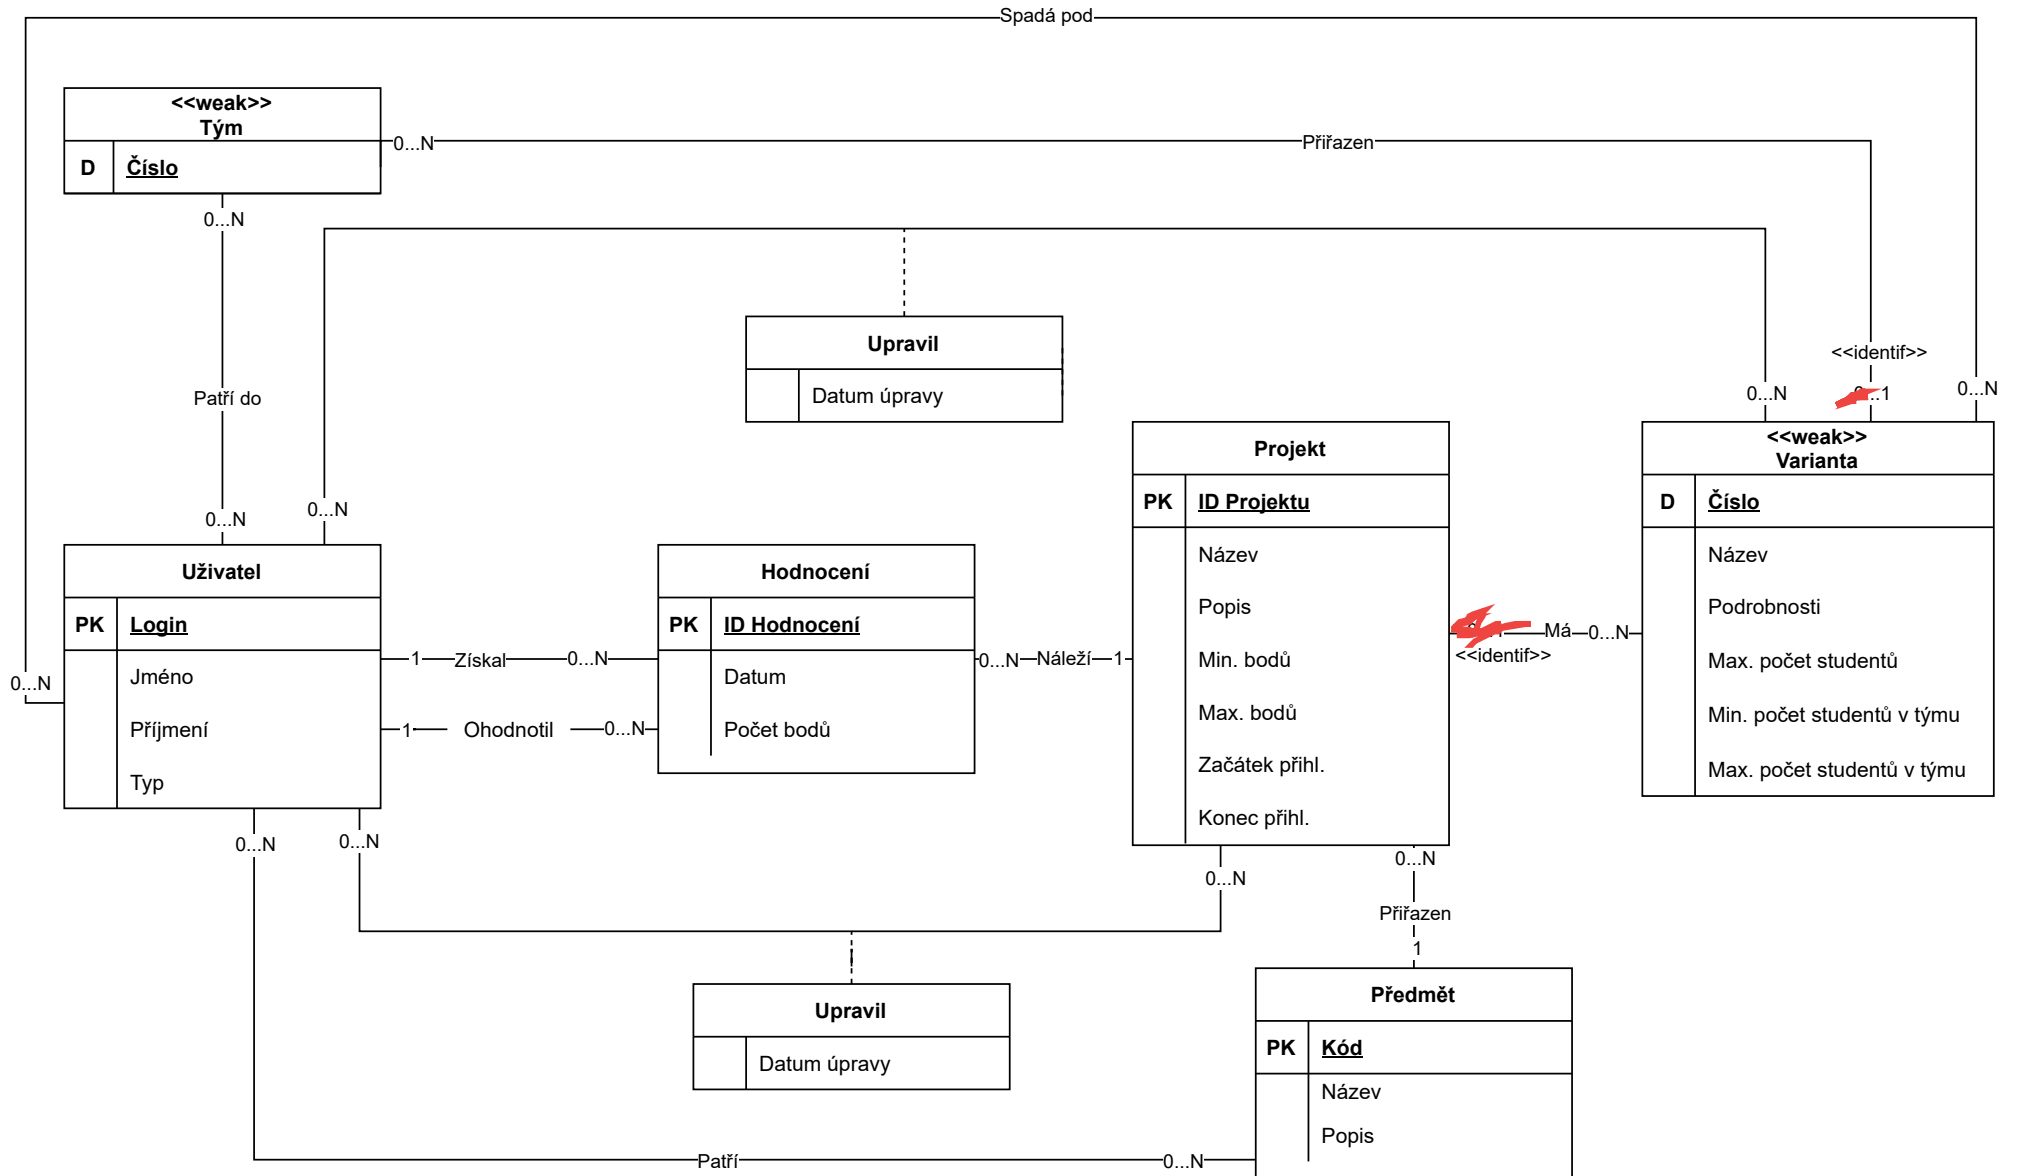 Spadá pod
<<weak>>
Tým
D Číslo
0...N
Přiřazen
0...N
Upravil
Datum úpravy
Patří do
<<identif>>
0...N
..1
0...N
0...N
0...N
Projekt
PK ID Projektu
Název
Popis
Min. bodů
Max. bodů
Začátek přihl.
Konec přihl.
<<weak>>
Varianta
D Číslo
Název
Podrobnosti
Max. počet studentů
Min. počet studentů v týmu
Max. počet studentů v týmu
Uživatel
PK Login
Jméno
Příjmení
Typ
Hodnocení
PK ID Hodnocení
Datum
Počet bodů
Má 0...N
<<identif>>
1 Získal 0...N
0...N Náleží 1
0...N
1 Ohodnotil 0...N
0...N
0...N
0...N
0...N
Přiřazen
1
Upravil
Datum úpravy
Předmět
PK Kód
Název
Popis
Patří
0...N